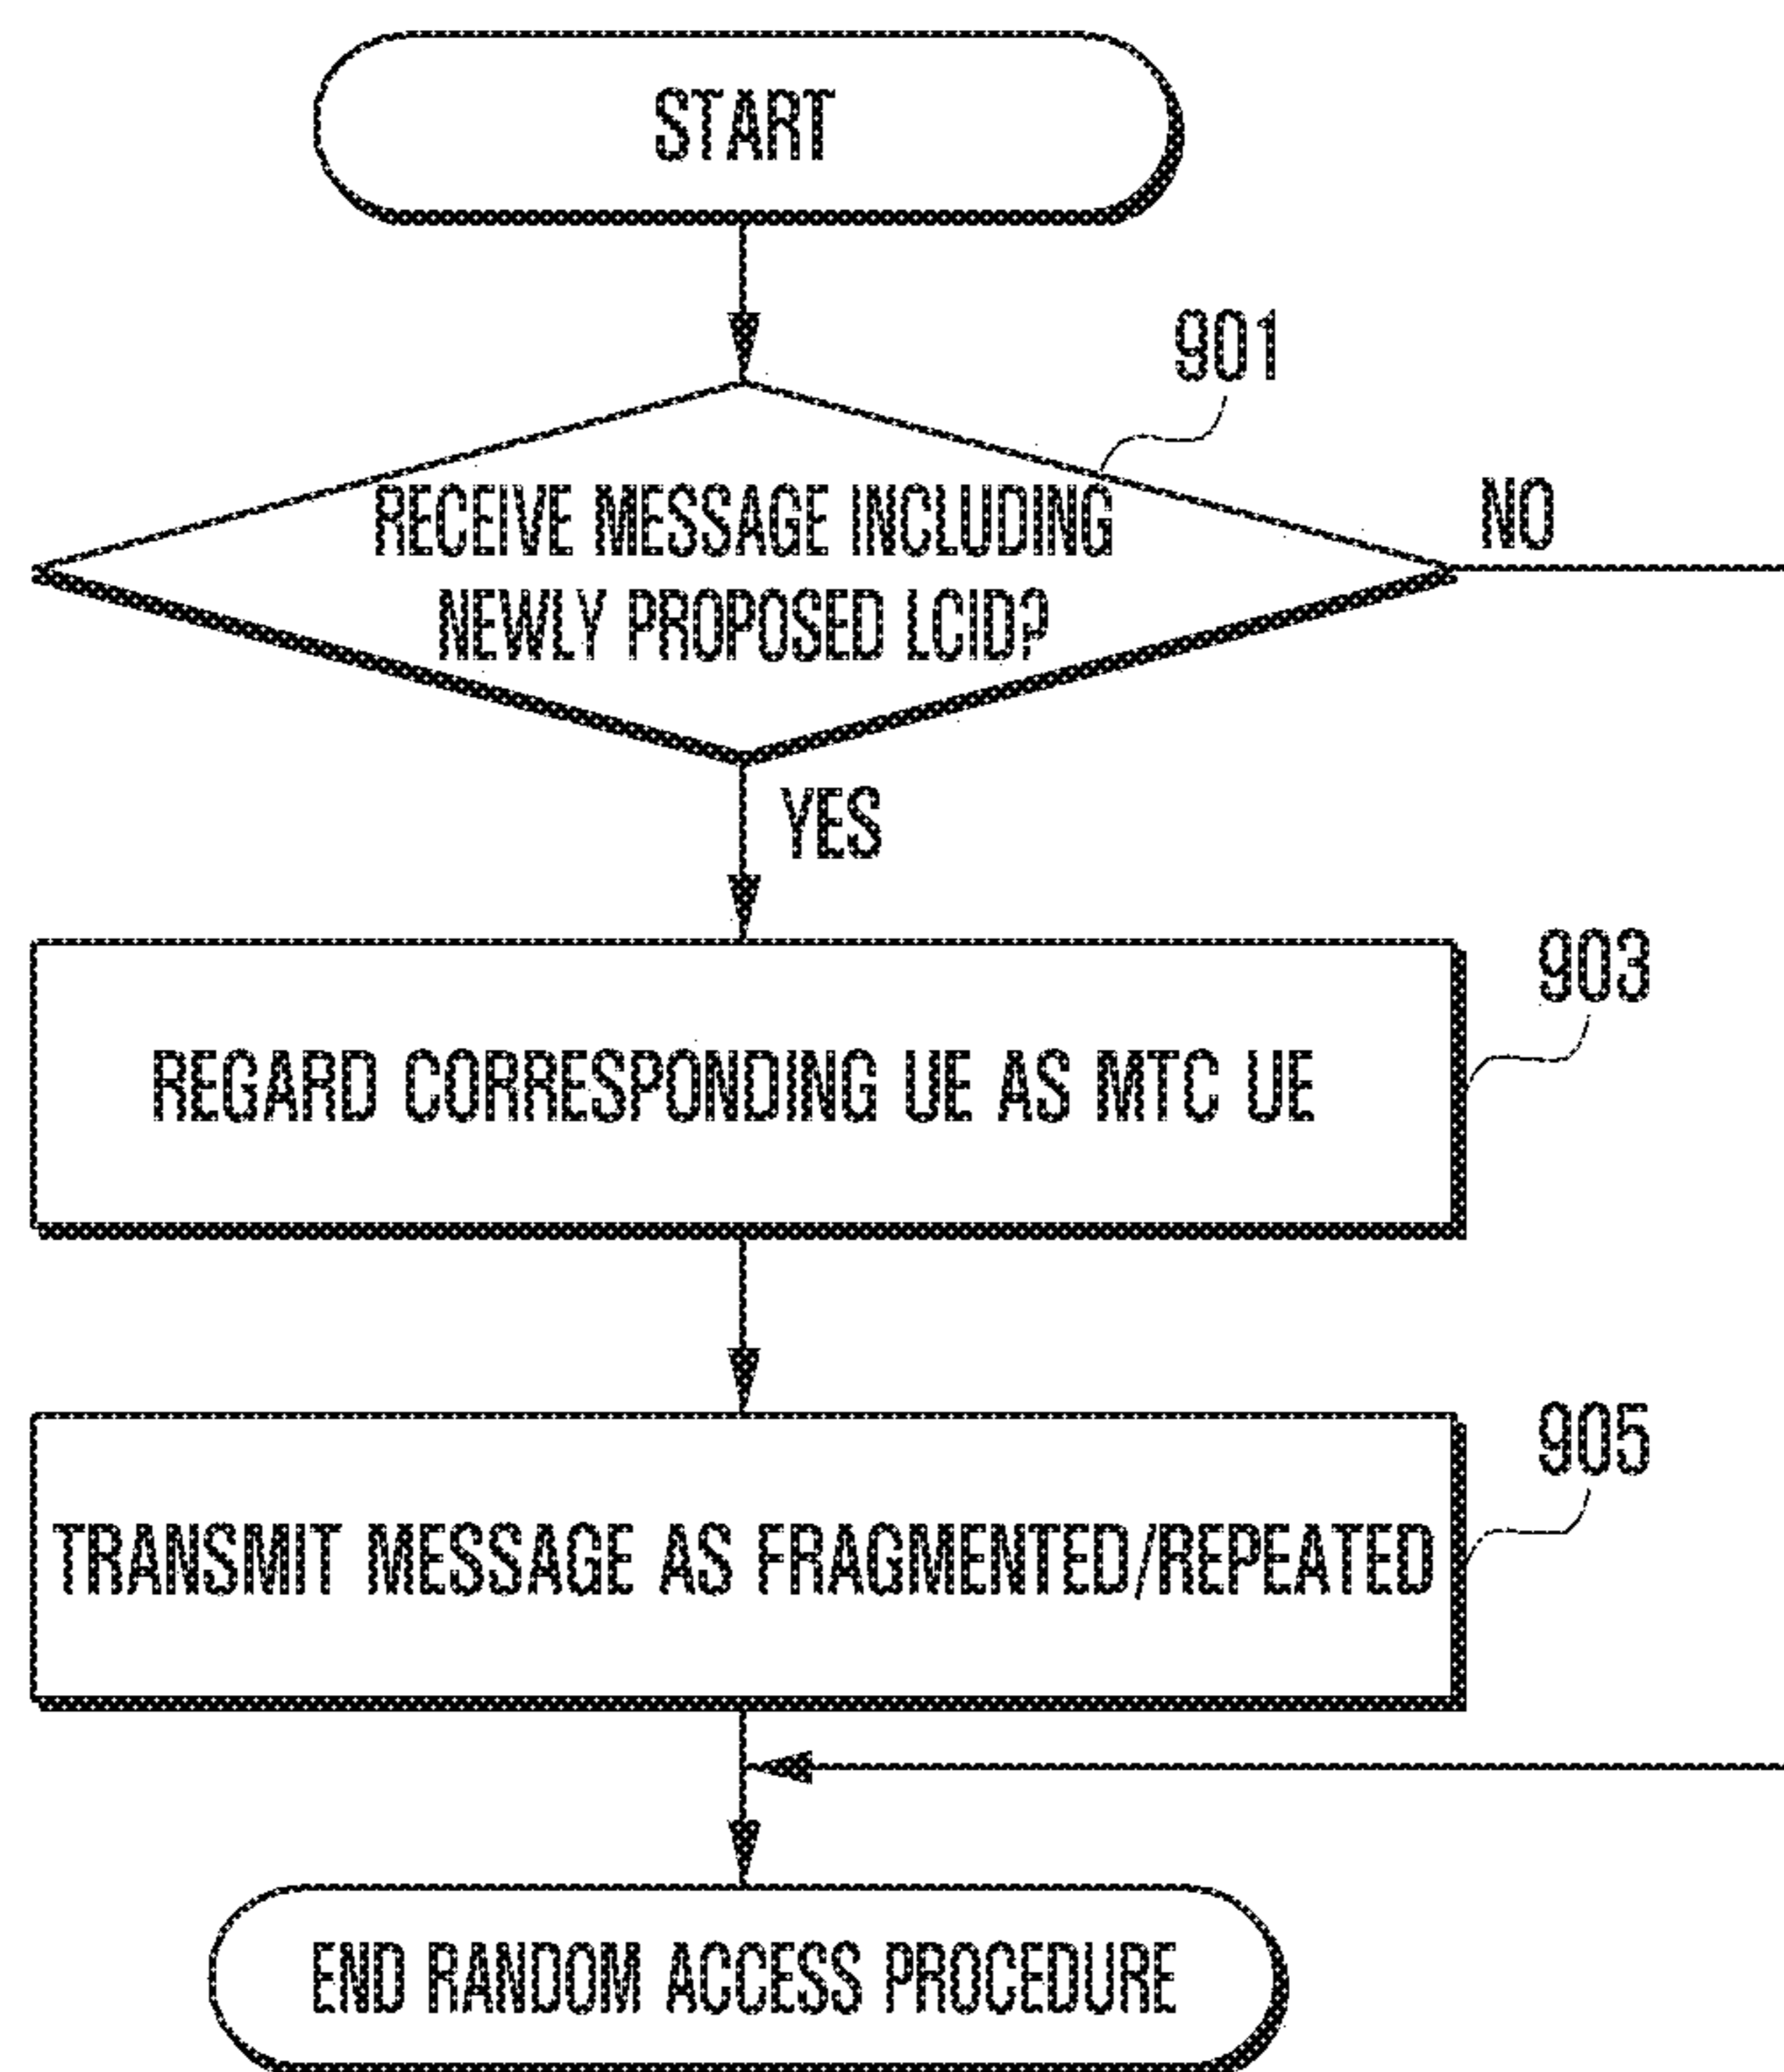 START
901
RECEIVE MESSAGE INCLUDING
NEWLY PROPOSED LCID?
NO
YES
903
REGARD CORRESPONDING UE AS MTC UE
905
TRANSMIT MESSAGE AS FRAGMENTED/REPEATED
END RANDOM ACCESS PROCEDURE